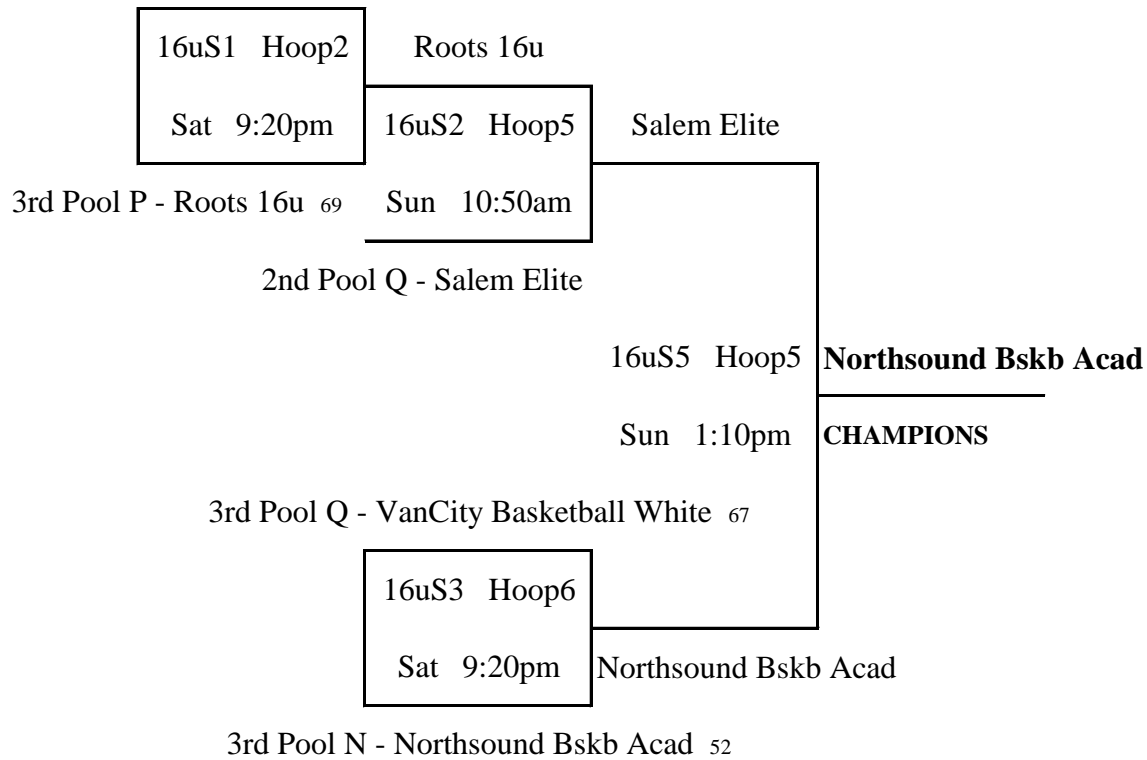 16uS1 Hoop2
Roots 16u
Sat 9:20pm
16uS2 Hoop5
Salem Elite
3rd Pool P - Roots 16u 69
Sun 10:50am
2nd Pool Q - Salem Elite
16uS5 Hoop5
Northsound Bskb Acad
Sun 1:10pm
CHAMPIONS
3rd Pool Q - VanCity Basketball White 67
16uS3 Hoop6
Sat 9:20pm
Northsound Bskb Acad
3rd Pool N - Northsound Bskb Acad 52